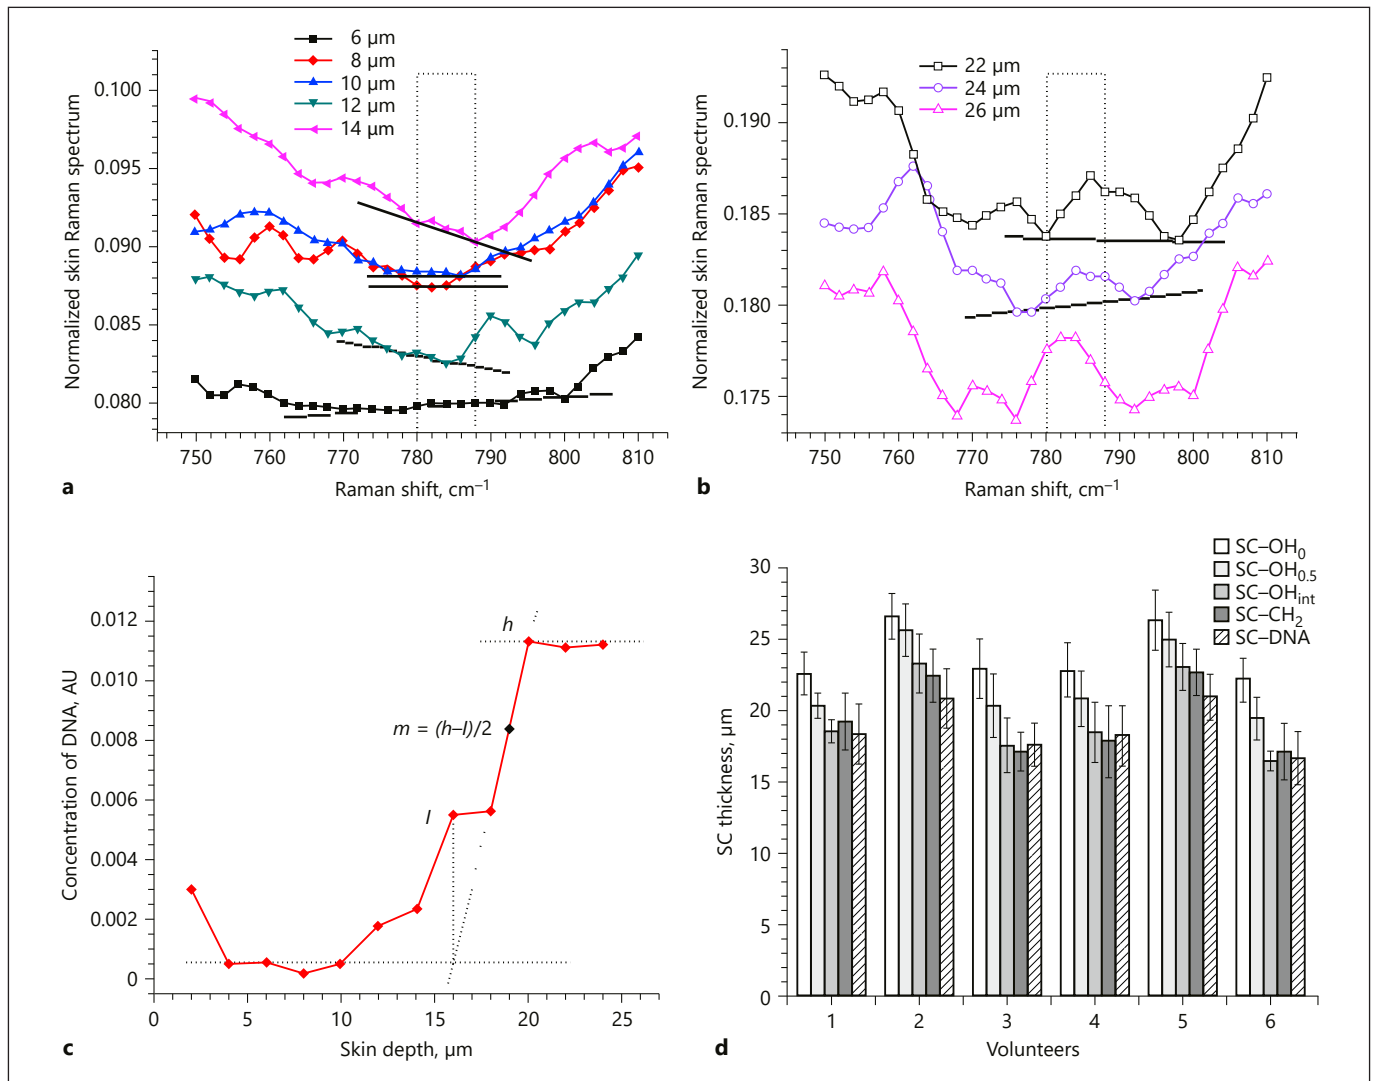 6 µm
8 µm
10 µm
12 µm
14 µm
0.100
0.095
0.090
0.085
0.080
Normalized skin Raman spectrum
750 760 770 780 790 800 810
Raman shift, cm–1
a
22 µm
24 µm
26 µm
0.190
0.185
0.180
0.175
Normalized skin Raman spectrum
750 760 770 780 790 800 810
Raman shift, cm–1
b
0.012
0.010
0.008
0.006
0.004
0.002
0
Concentration of DNA, AU
h
m = (h–l)/2
l
0 5 10 15 20 25
Skin depth, µm
c
SC–OH0
SC–OH0.5
SC–OHint
SC–CH2
SC–DNA
30
25
20
15
10
5
0
SC thickness, µm
1 2 3 4 5 6
Volunteers
d